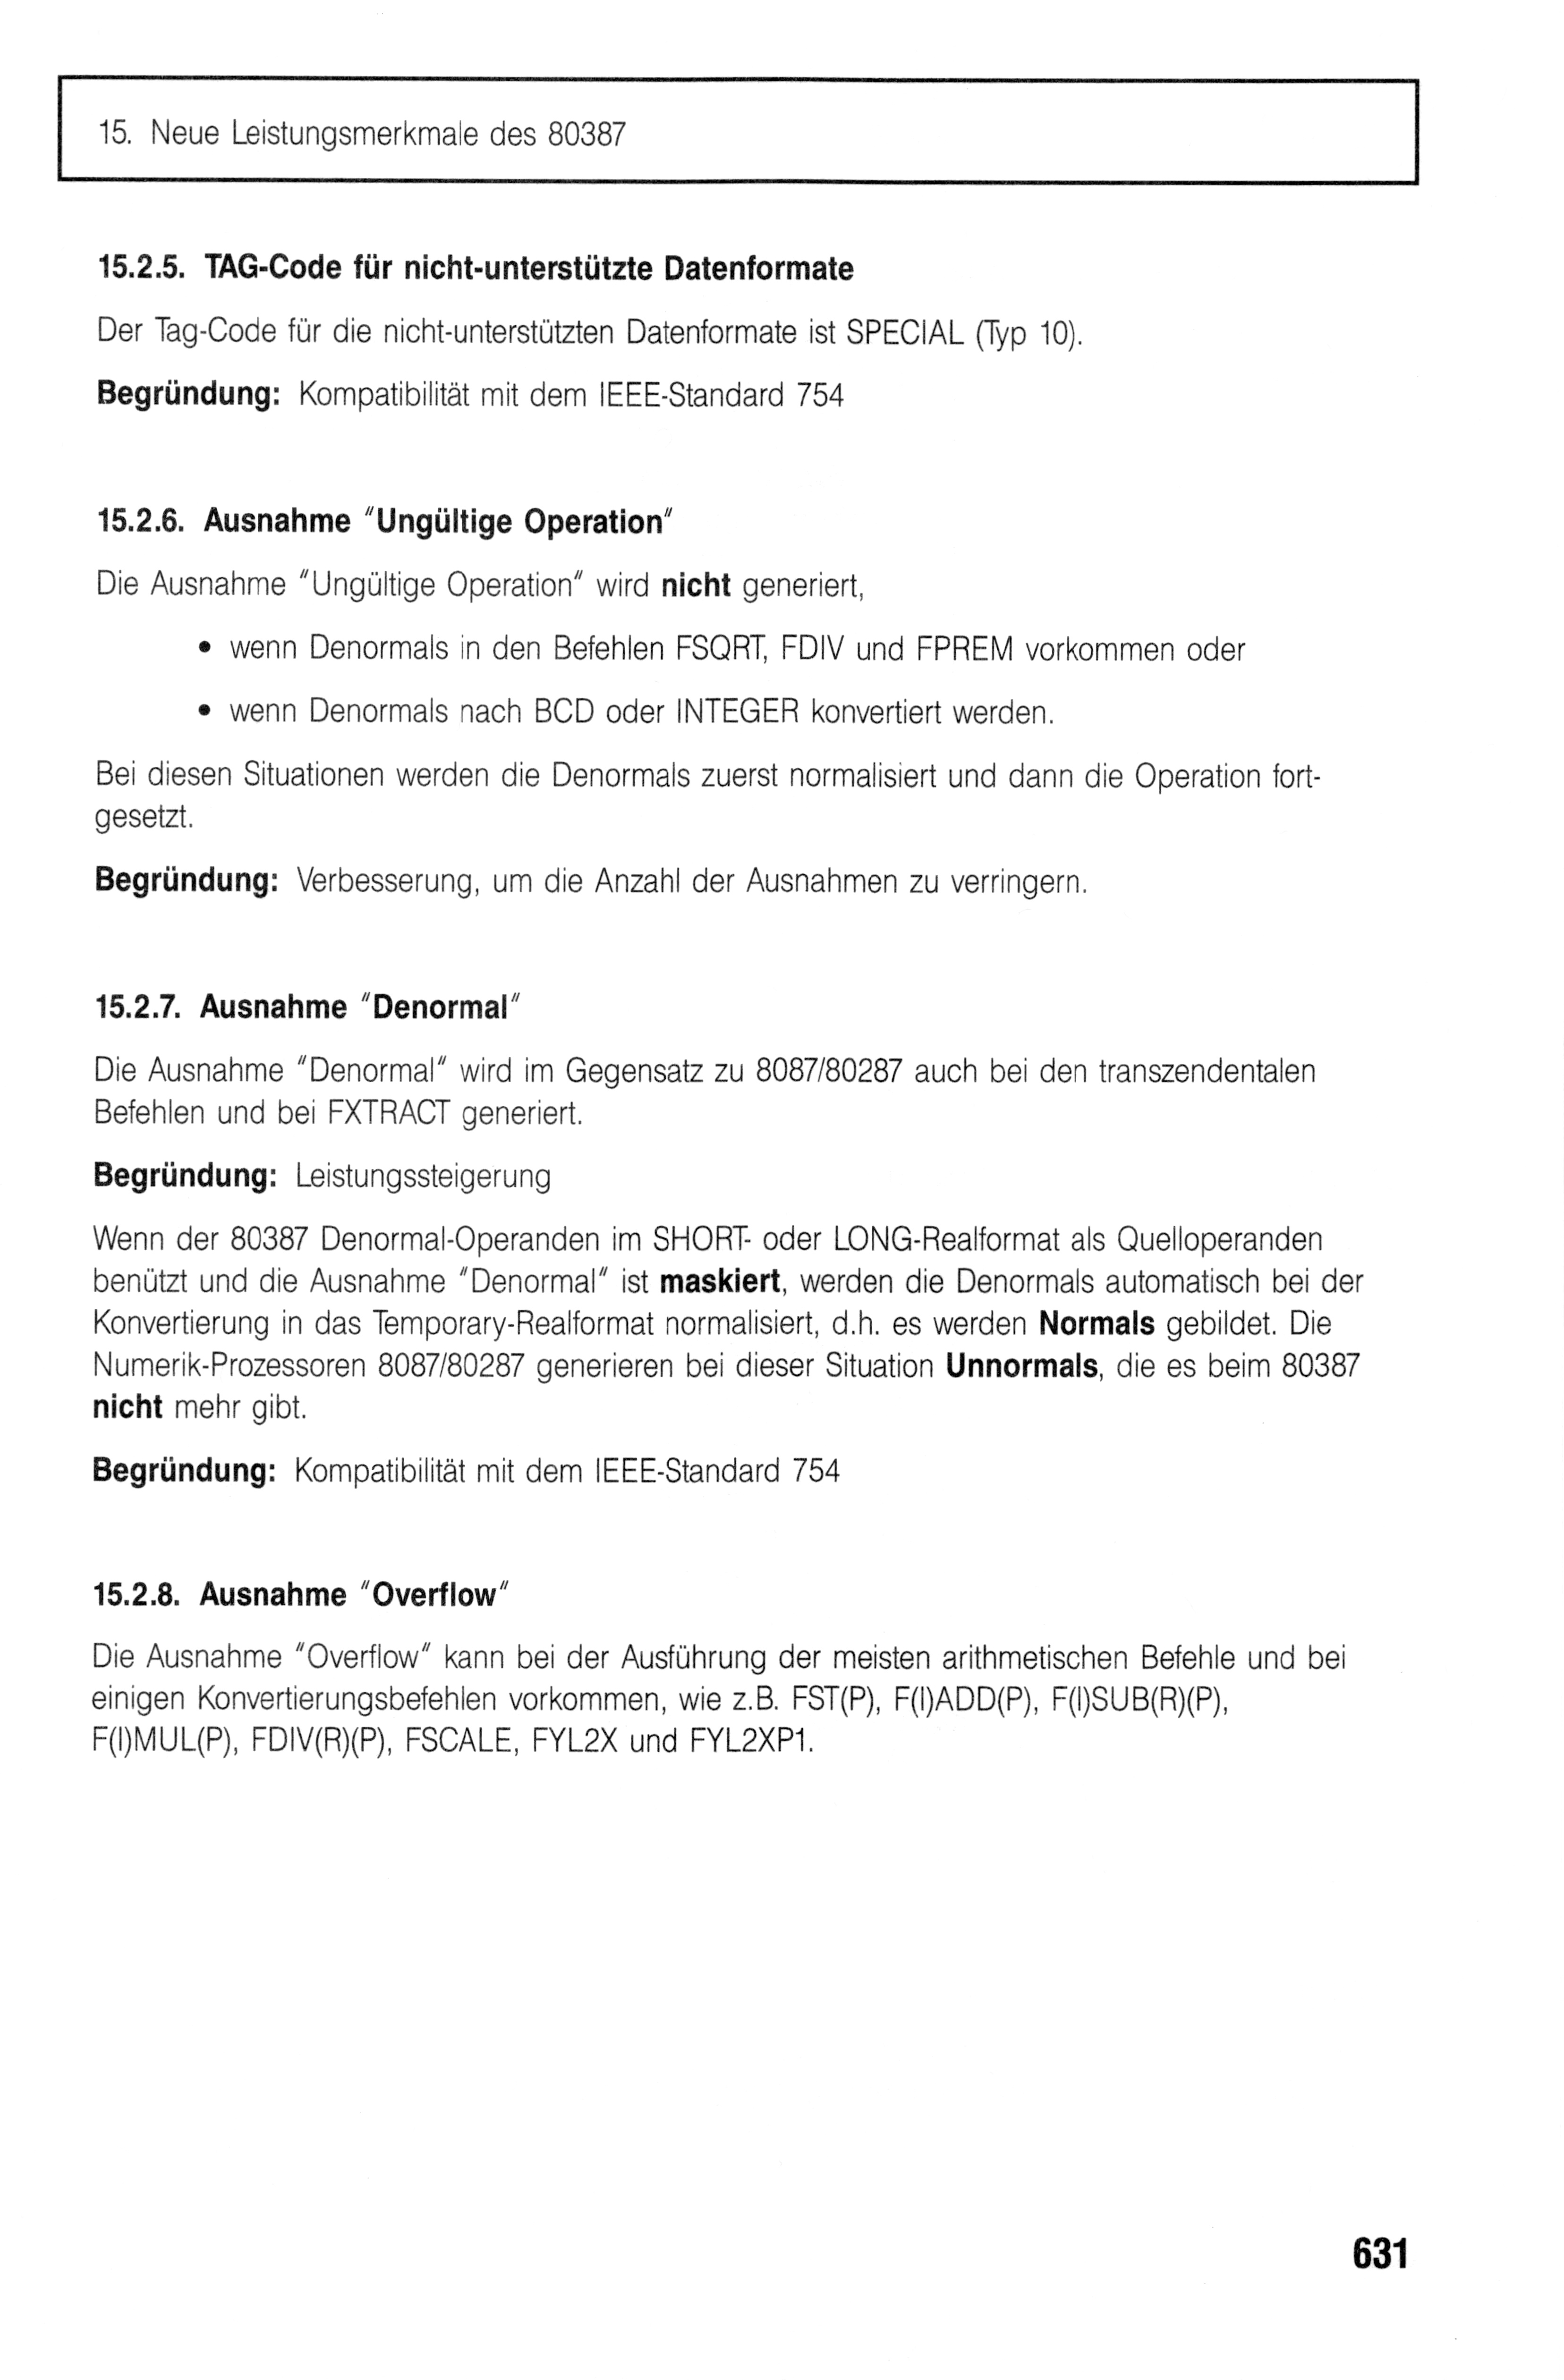 15. Neue Leistungsmerkmale des 80387
15.2.5. TAG-Code für nicht-unterstützte Datenformate
Der Tag-Code für die nicht-unterstützten Datenformate ist SPECIAL (Typ 10).
Begründung: Kompatibilität mit dem IEEE-Standard 754
15.2.6. Ausnahme "Ungültige Operation"
Die Ausnahme "Ungültige Operation" wird nicht generiert,
• wenn Denormals in den Befehlen FSQRT, FDIV und FPREM vorkommen oder
• wenn Denormals nach BCD oder INTEGER konvertiert werden.
Bei diesen Situationen werden die Denormals zuerst normalisiert und dann die Operation fort-
gesetzt.
Begründung: Verbesserung, um die Anzahl der Ausnahmen zu verringern.
15.2.7. Ausnahme "Denormal"
Die Ausnahme "Denormal" wird im Gegensatz zu 8087/80287 auch bei den transzendentalen
Befehlen und bei FXTRACT generiert.
Begründung: Leistungssteigerung
Wenn der 80387 Denormal-Operanden im SHORT- oder LONG-Realformat als Quelloperanden
benützt und die Ausnahme "Denormal" ist maskiert, werden die Denormals automatisch bei der
Konvertierung in das Temporary-Realformat normalisiert, d.h. es werden Normals gebildet. Die
Numerik-Prozessoren 8087/80287 generieren bei dieser Situation Unnormals, die es beim 80387
nicht mehr gibt.
Begründung: Kompatibilität mit dem IEEE-Standard 754
15.2.8. Ausnahme "Overflow"
Die Ausnahme "Overflow" kann bei der Ausführung der meisten arithmetischen Befehle und bei
einigen Konvertierungsbefehlen vorkommen, wie z.B. FST(P), F(I)ADD(P), F(I)SUB(R)(P),
F(I)MUL(P), FDIV(R)(P), FSCALE, FYL2X und FYL2XP1.
631